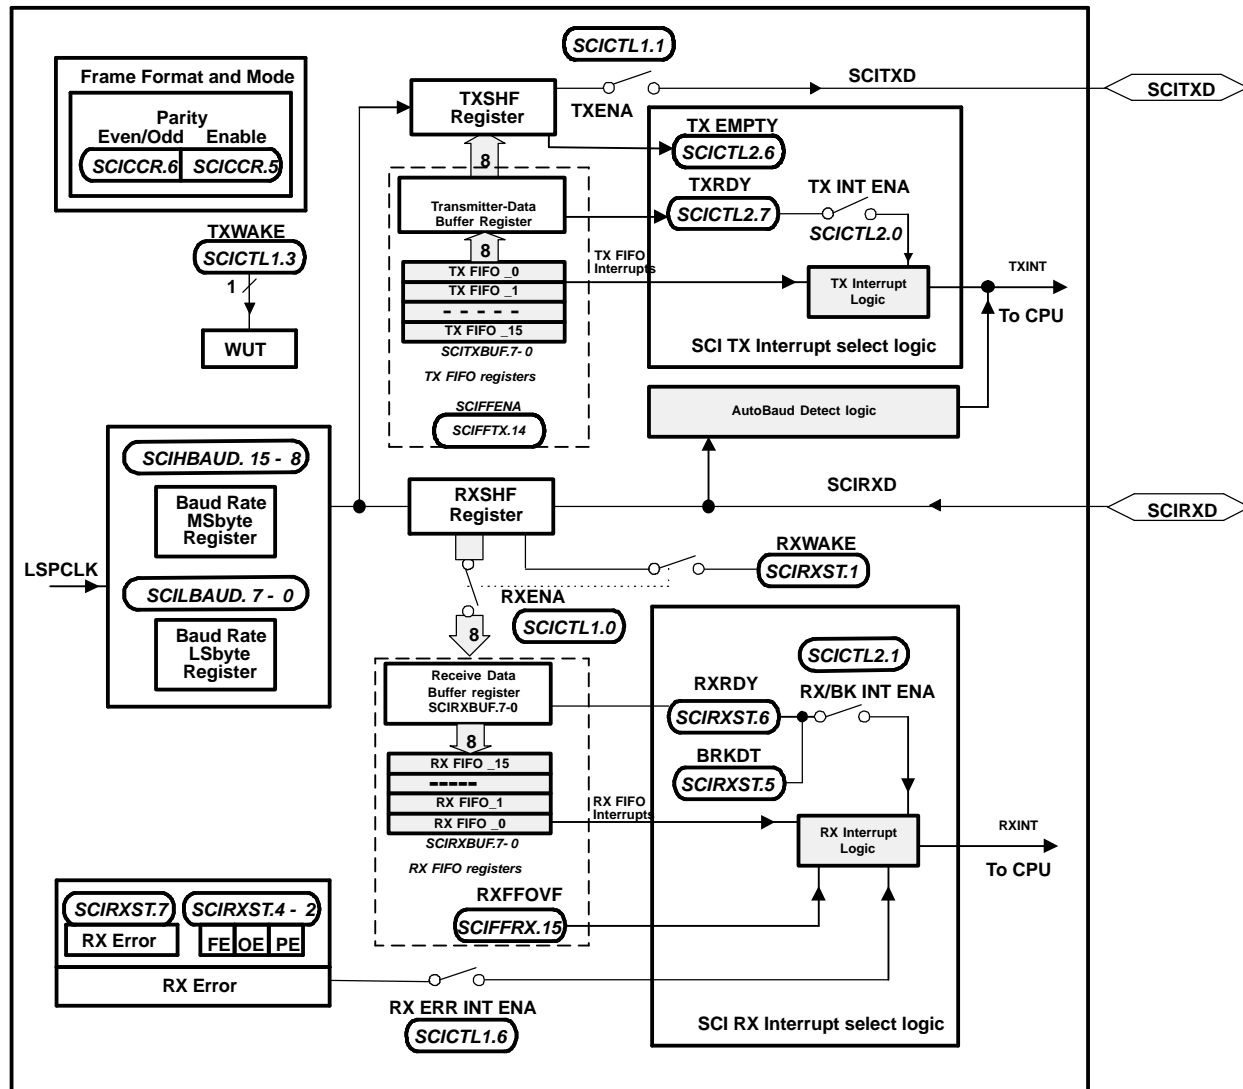 SCICTL1.1
Frame Format and Mode
Parity
Even/Odd Enable
SCICCR.6 SCICCR.5
TXSHF
Register
TXENA
SCITXD
SCITXD
TX EMPTY
SCICTL2.6
8
TXRDY
SCICTL2.7
TX INT ENA
SCICTL2.0
Transmitter-Data
Buffer Register
8
TX FIFO _0
TX FIFO _1
- - - - -
TX FIFO _15
SCITXBUF.7-0
TX FIFO registers
SCIFFENA
SCIFFTX.14
TX FIFO
Interrupts
TX Interrupt
Logic
TXINT
To CPU
SCI TX Interrupt select logic
TXWAKE
SCICTL1.3
1
WUT
AutoBaud Detect logic
SCIHBAUD. 15 - 8
Baud Rate
MSbyte
Register
LSPCLK
SCILBAUD. 7 - 0
Baud Rate
LSbyte
Register
RXSHF
Register
SCIRXD
SCIRXD
RXWAKE
SCIRXST.1
RXENA
SCICTL1.0
8
Receive Data
Buffer register
SCIRXBUF.7-0
8
RX FIFO _15
-----
RX FIFO_1
RX FIFO _0
SCIRXBUF.7-0
RX FIFO registers
RXFFOVF
SCIFFRX.15
RX FIFO
Interrupts
SCICTL2.1
RXRDY
RX/BK INT ENA
SCIRXST.6
BRKDT
SCIRXST.5
RX Interrupt
Logic
RXINT
To CPU
SCI RX Interrupt select logic
SCIRXST.7 SCIRXST.4 - 2
RX Error FE OE PE
RX Error
RX ERR INT ENA
SCICTL1.6